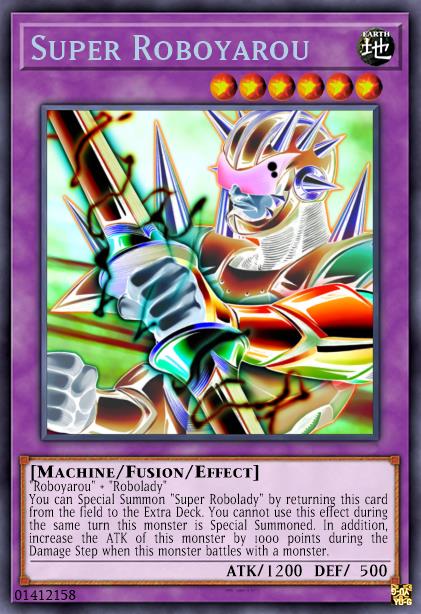 SUPER ROBOYAROU
EARTH
地
[MACHINE/FUSION/EFFECT]
"Roboyarou" + "Robolady"
You can Special Summon "Super Robolady" by returning this card
from the field to the Extra Deck. You cannot use this effect during
the same turn this monster is Special Summoned. In addition,
increase the ATK of this monster by 1000 points during the
Damage Step when this monster battles with a monster.
ATK/1200 DEF/ 500
01412158